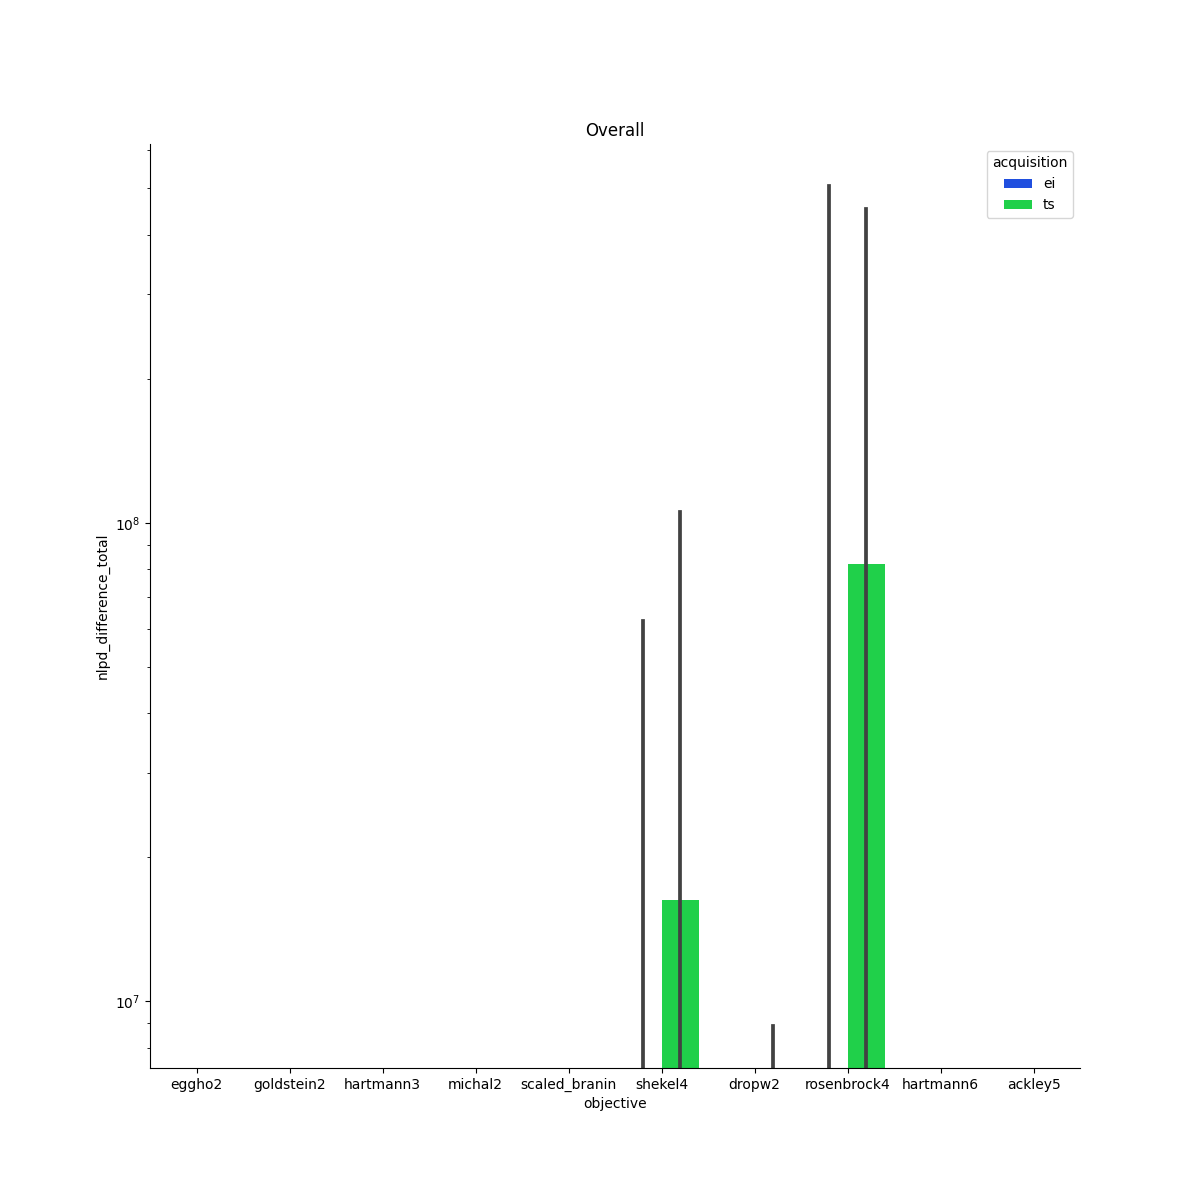 Overall
acquisition
ei
ts
10^8
10^7
nlpd_difference_total
eggho2 goldstein2 hartmann3 michal2 scaled_branin shekel4 dropw2 rosenbrock4 hartmann6 ackley5
objective